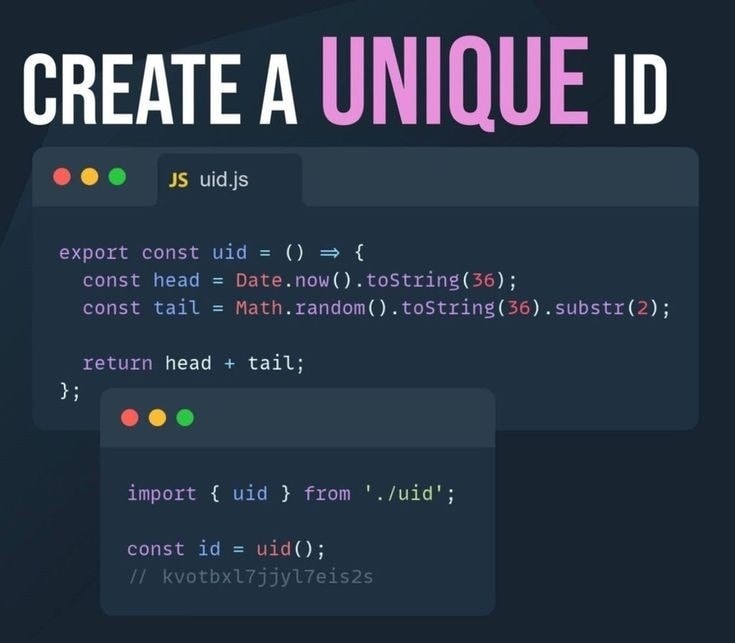 CREATE A UNIQUE ID
JS uid.js
export const uid = () => {
  const head = Date.now().toString(36);
  const tail = Math.random().toString(36).substr(2);
  return head + tail;
};
import { uid } from './uid';
const id = uid();
// kvotbxl7jjyl7eis2s